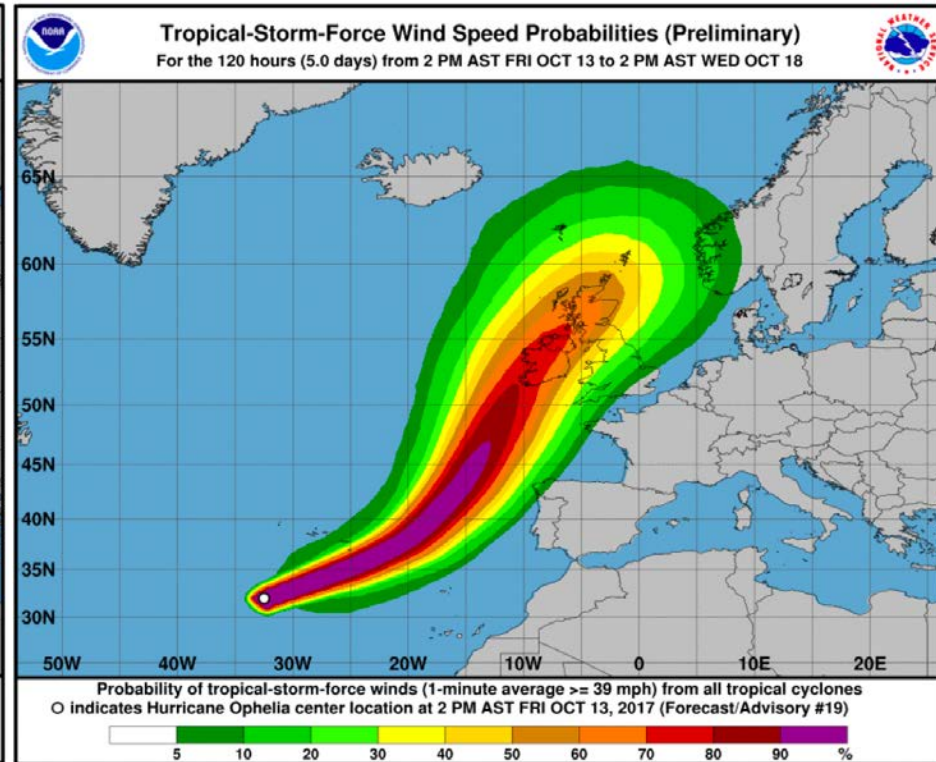 Tropical-Storm-Force Wind Speed Probabilities (Preliminary)
For the 120 hours (5.0 days) from 2 PM AST FRI OCT 13 to 2 PM AST WED OCT 18
NOAA
65N
60N
55N
50N
45N
40N
35N
30N
50W 40W 30W 20W 10W 0 10E 20E
Probability of tropical-storm-force winds (1-minute average >= 39 mph) from all tropical cyclones
O indicates Hurricane Ophelia center location at 2 PM AST FRI OCT 13, 2017 (Forecast/Advisory #19)
5 10 20 30 40 50 60 70 80 90 %
NATIONAL WEATHER SERVICE